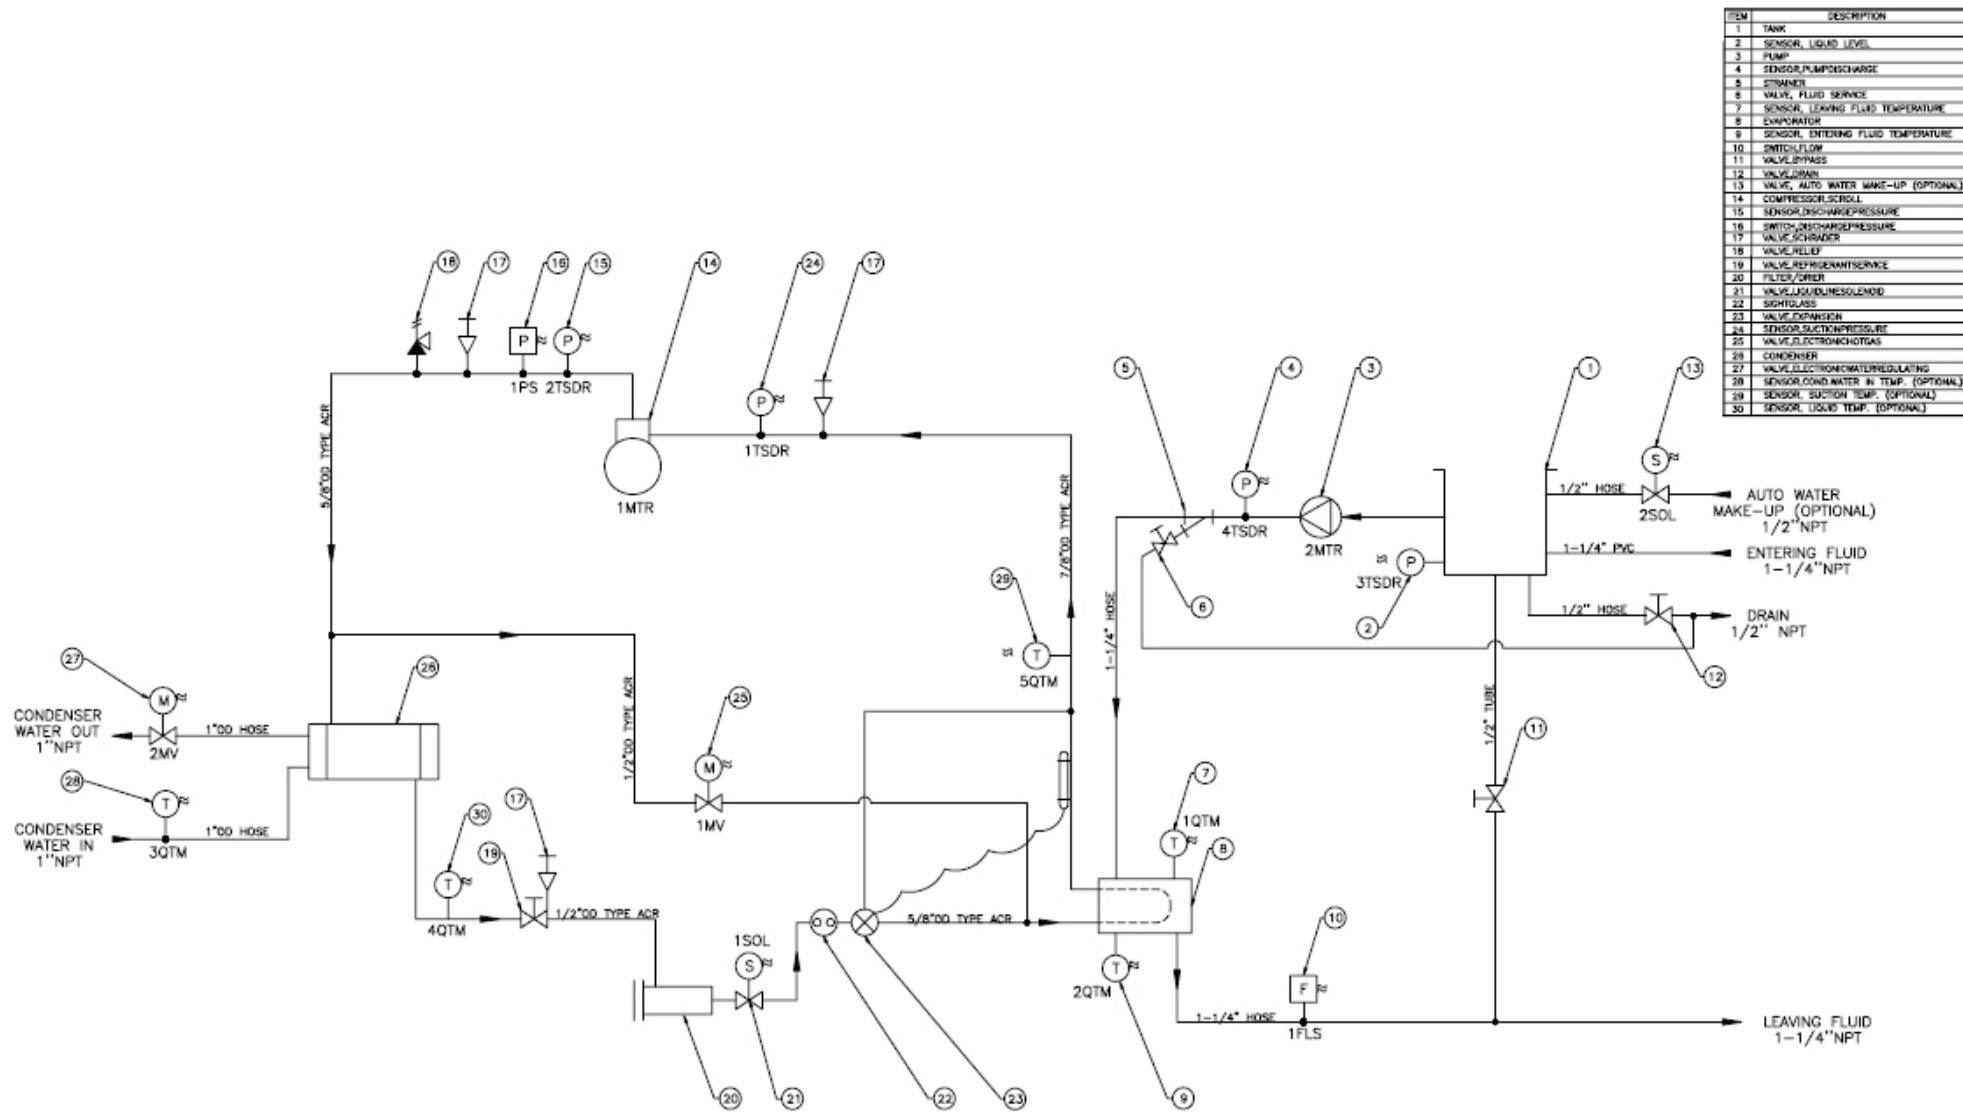 ITEM DESCRIPTION
1 TANK
2 SENSOR, LIQUID LEVEL
3 PUMP
4 SENSOR,PUMPDISCHARGE
5 STRAINER
6 VALVE, FLUID SERVICE
7 SENSOR, LEAVING FLUID TEMPERATURE
8 EVAPORATOR
9 SENSOR, ENTERING FLUID TEMPERATURE
10 SWITCH,FLOW
11 VALVE,BYPASS
12 VALVE,DRAIN
13 VALVE, AUTO WATER MAKE-UP (OPTIONAL)
14 COMPRESSOR,SCROLL
15 SENSOR,DISCHARGEPRESSURE
16 SWITCH,DISCHARGEPRESSURE
17 VALVE,SCHRADER
18 VALVE,RELIEF
19 VALVE,REFRIGERANTSERVICE
20 FILTER/DRIER
21 VALVE,LIQUIDLINESOLENOID
22 SIGHTGLASS
23 VALVE,EXPANSION
24 SENSOR,SUCTIONPRESSURE
25 VALVE,ELECTRONICHOTGAS
26 CONDENSER
27 VALVE,ELECTRONICWATERREGULATING
28 SENSOR,COND.WATER IN TEMP. (OPTIONAL)
29 SENSOR, SUCTION TEMP. (OPTIONAL)
30 SENSOR, LIQUID TEMP. (OPTIONAL)
18 17 16 15 14 24 17
P P
1PS 2TSDR
P
1TSDR
1MTR
5/8"OD TYPE ACR
7/8"OD TYPE ACR
5 4 3 1 13
P
4TSDR
2MTR
S
2SOL
1/2" HOSE
AUTO WATER
MAKE-UP (OPTIONAL)
1/2"NPT
1-1/4" PVC
ENTERING FLUID
1-1/4"NPT
P
3TSDR
2
6
1/2" HOSE
DRAIN
1/2" NPT
12
29
T
5QTM
1-1/4" HOSE
1/2" TUBE
11
27
M
2MV
CONDENSER
WATER OUT
1"NPT
1"OD HOSE
26
28
T
3QTM
CONDENSER
WATER IN
1"NPT
1"OD HOSE
1/2"OD TYPE ACR
25
M
1MV
30
T
4QTM
19
17
1/2"OD TYPE ACR
7
1QTM
T
8
5/8"OD TYPE ACR
1SOL
S
T
2QTM
10
F
1FLS
1-1/4" HOSE
LEAVING FLUID
1-1/4"NPT
20 21 22 23 9